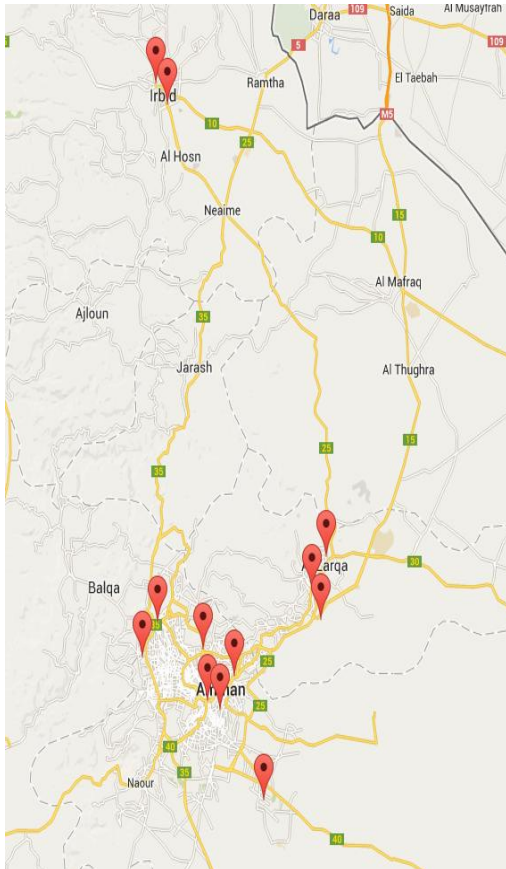 Saida
Al Musayfrah
109
Daraa
5
109
El Taebah
Ramtha
Irbid
M5
10
25
Al Hosn
Neaime
15
10
Al Mafraq
Ajloun
35
Jarash
Al Thughra
15
25
35
30
Balqa
35
25
Amman
25
40
35
Naour
40